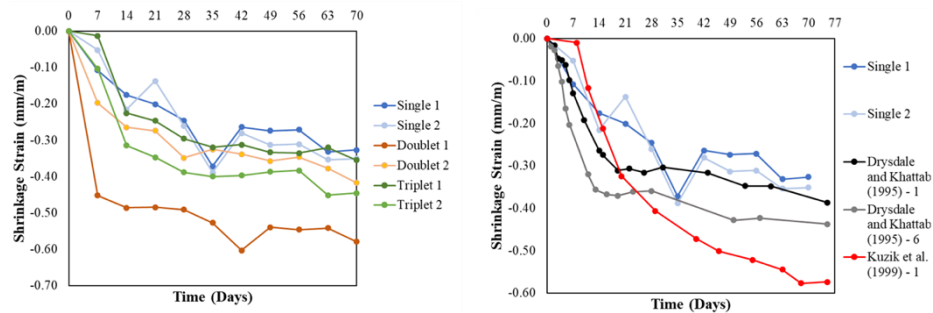 0 7 14 21 28 35 42 49 56 63 70
0.00
-0.10
-0.20
-0.30
-0.40
-0.50
-0.60
-0.70
Shrinkage Strain (mm/m)
Time (Days)
Single 1
Single 2
Doublet 1
Doublet 2
Triplet 1
Triplet 2
0 7 14 21 28 35 42 49 56 63 70 77
0.00
-0.10
-0.20
-0.30
-0.40
-0.50
-0.60
Shrinkage Strain (mm/m)
Time (Days)
Single 1
Single 2
Drysdale
and Khattab
(1995) - 1
Drysdale
and Khattab
(1995) - 6
Kuzik et al.
(1999) - 1